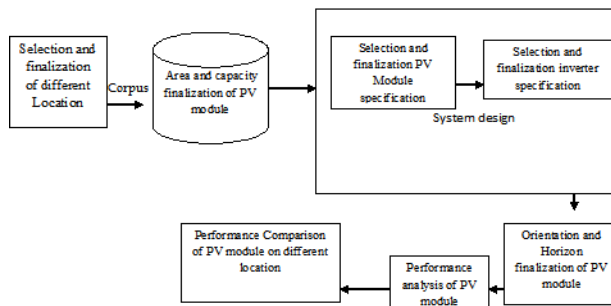 Selection and
finalization
of different
Location
Corpus
Area and capacity
finalization of PV
module
Selection and
finalization PV
Module
specification
Selection and
finalization inverter
specification
System design
Orientation and
Horizon
finalization of PV
module
Performance
analysis of PV
module
Performance Comparison
of PV module on different
location